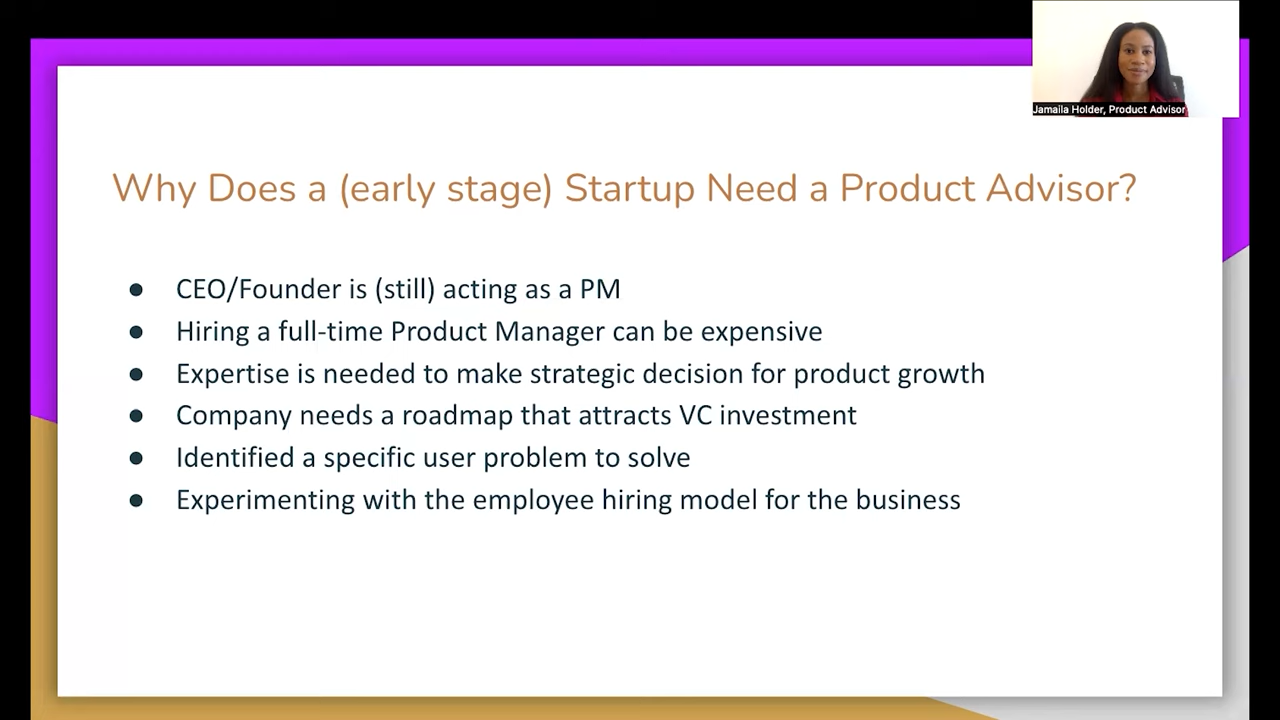 Jamaila Holder, Product Advisor
Why Does a (early stage) Startup Need a Product Advisor?
● CEO/Founder is (still) acting as a PM
● Hiring a full-time Product Manager can be expensive
● Expertise is needed to make strategic decision for product growth
● Company needs a roadmap that attracts VC investment
● Identified a specific user problem to solve
● Experimenting with the employee hiring model for the business